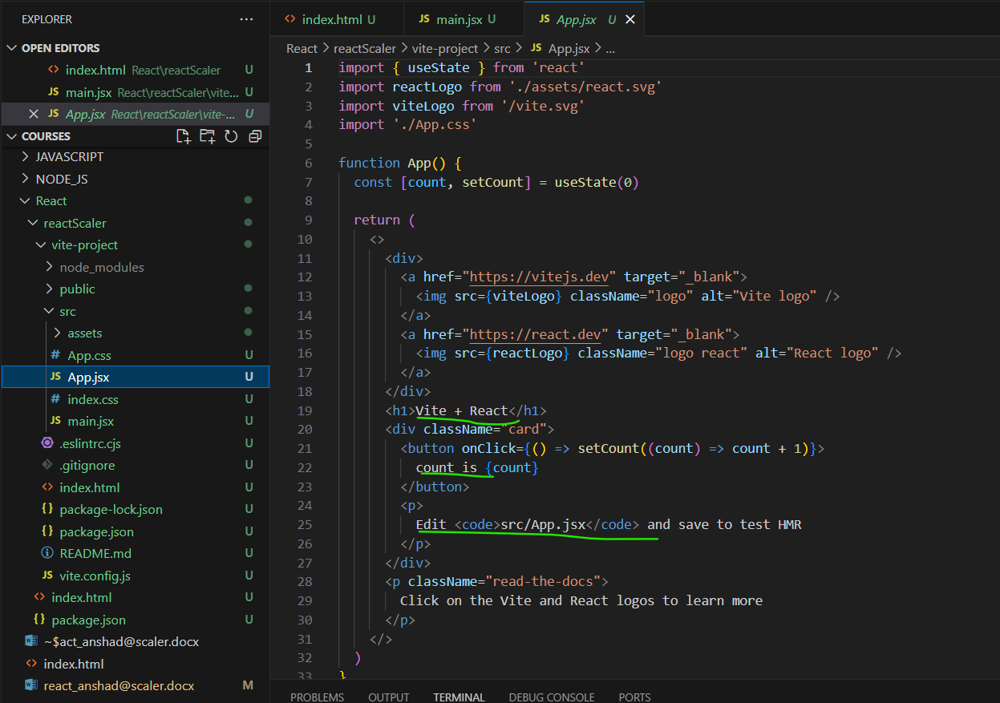 EXPLORER
···
OPEN EDITORS
<> index.html React\reactScaler U
JS main.jsx React\reactScaler\vite... U
JS App.jsx React\reactScaler\vite-... U
COURSES
JAVASCRIPT
NODE_JS
React
reactScaler
vite-project
node_modules
public
src
assets
# App.css U
JS App.jsx U
# index.css U
JS main.jsx U
.eslintrc.cjs U
.gitignore U
<> index.html U
{} package-lock.json U
{} package.json U
README.md U
JS vite.config.js U
<> index.html U
{} package.json U
~$act_anshad@scaler.docx
<> index.html
react_anshad@scaler.docx M
<> index.html U
JS main.jsx U
JS App.jsx U
React > reactScaler > vite-project > src > JS App.jsx > ...
1 import { useState } from 'react'
2 import reactLogo from './assets/react.svg'
3 import viteLogo from '/vite.svg'
4 import './App.css'
5
6 function App() {
7 const [count, setCount] = useState(0)
8
9 return (
10 <>
11 <div>
12 <a href="https://vitejs.dev" target="_blank">
13 <img src={viteLogo} className="logo" alt="Vite logo" />
14 </a>
15 <a href="https://react.dev" target="_blank">
16 <img src={reactLogo} className="logo react" alt="React logo" />
17 </a>
18 </div>
19 <h1>Vite + React</h1>
20 <div className="card">
21 <button onClick={() => setCount((count) => count + 1)}>
22 count is {count}
23 </button>
24 <p>
25 Edit <code>src/App.jsx</code> and save to test HMR
26 </p>
27 </div>
28 <p className="read-the-docs">
29 Click on the Vite and React logos to learn more
30 </p>
31 </>
32 )
33 }
PROBLEMS OUTPUT TERMINAL DEBUG CONSOLE PORTS